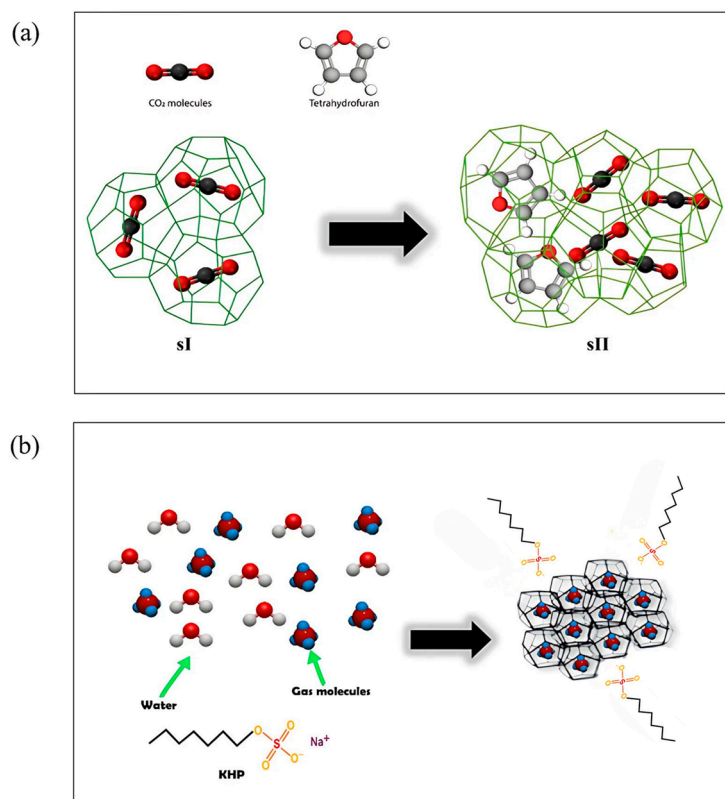 (a)
CO₂ molecules
Tetrahydrofuran
sI
sII
(b)
Water
Gas molecules
O
S
O
O
O⁻
Na⁺
KHP
O
S
O
O
O⁻
O
S
O
O
O⁻
O⁻
O
S
O
O